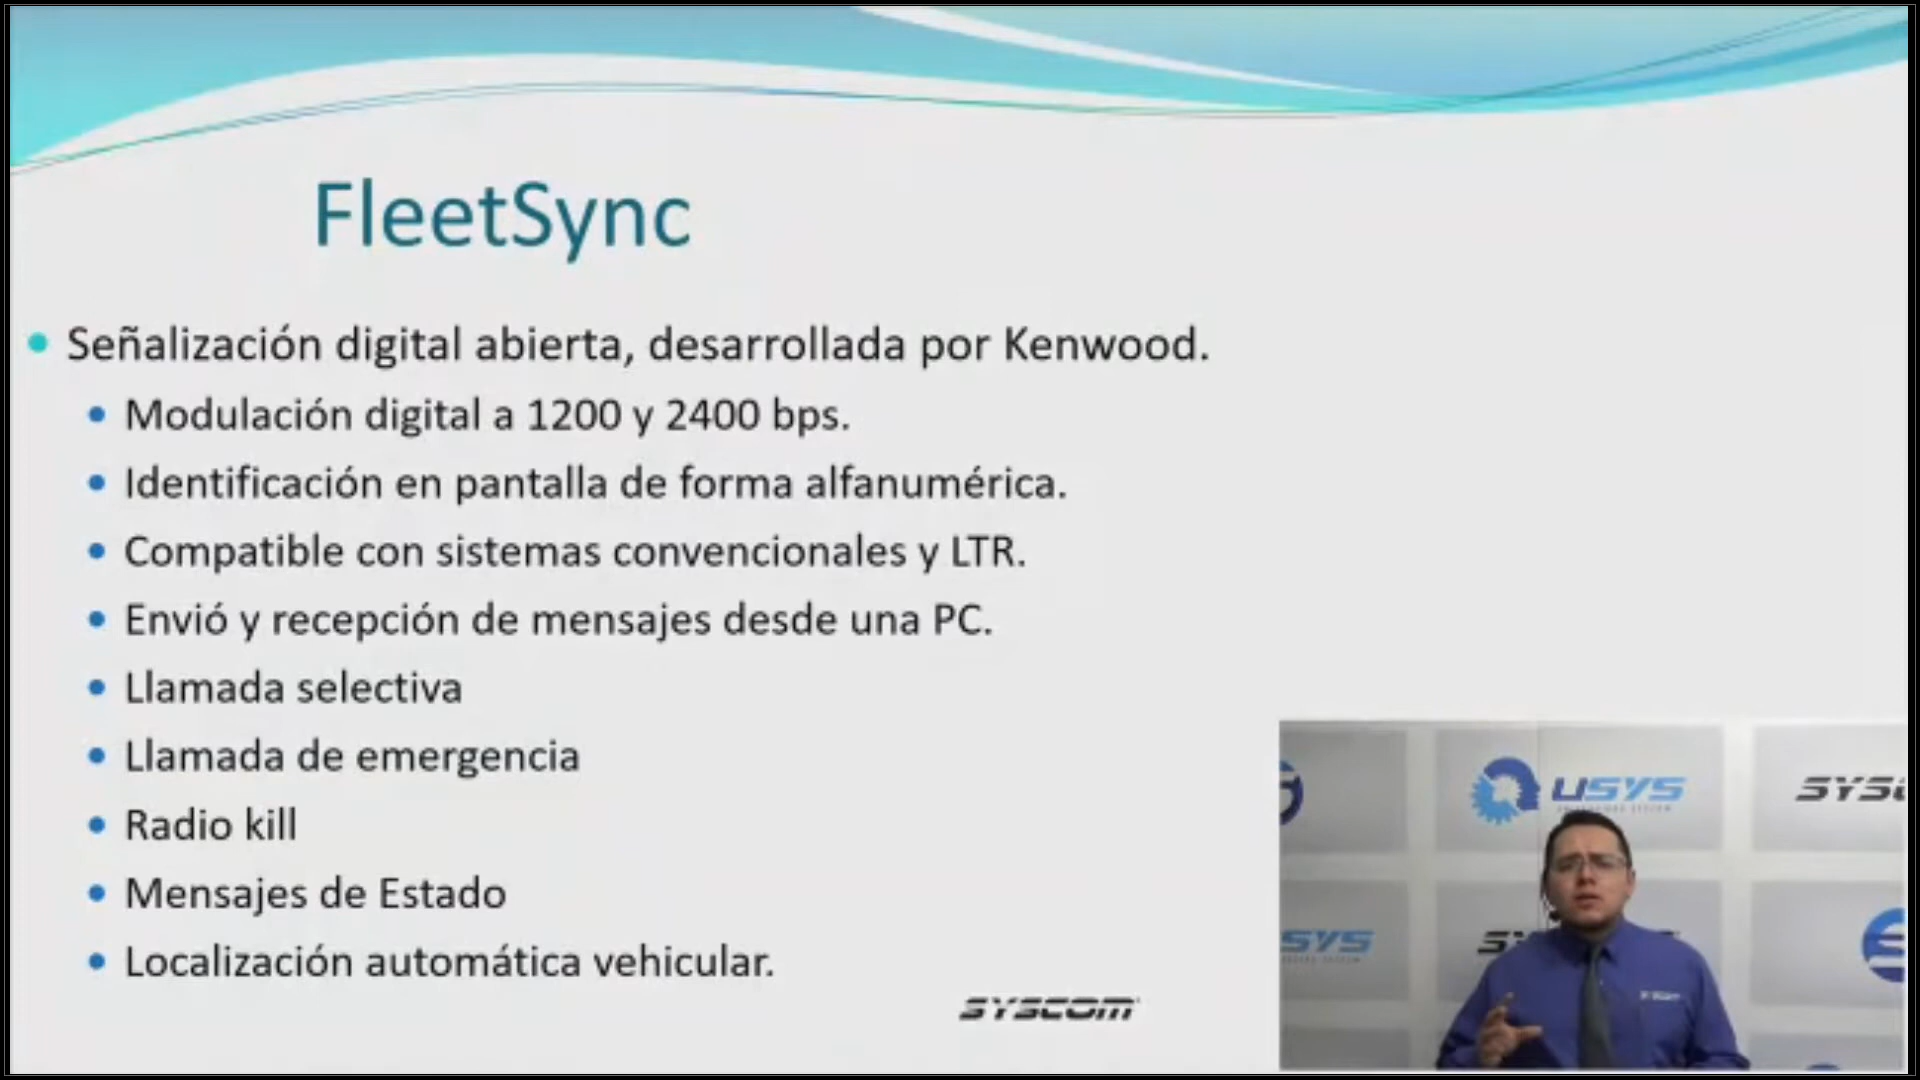 FleetSync
Señalización digital abierta, desarrollada por Kenwood.
Modulación digital a 1200 y 2400 bps.
Identificación en pantalla de forma alfanumérica.
Compatible con sistemas convencionales y LTR.
Envió y recepción de mensajes desde una PC.
Llamada selectiva
Llamada de emergencia
Radio kill
Mensajes de Estado
Localización automática vehicular.
SYSCOM
USYS